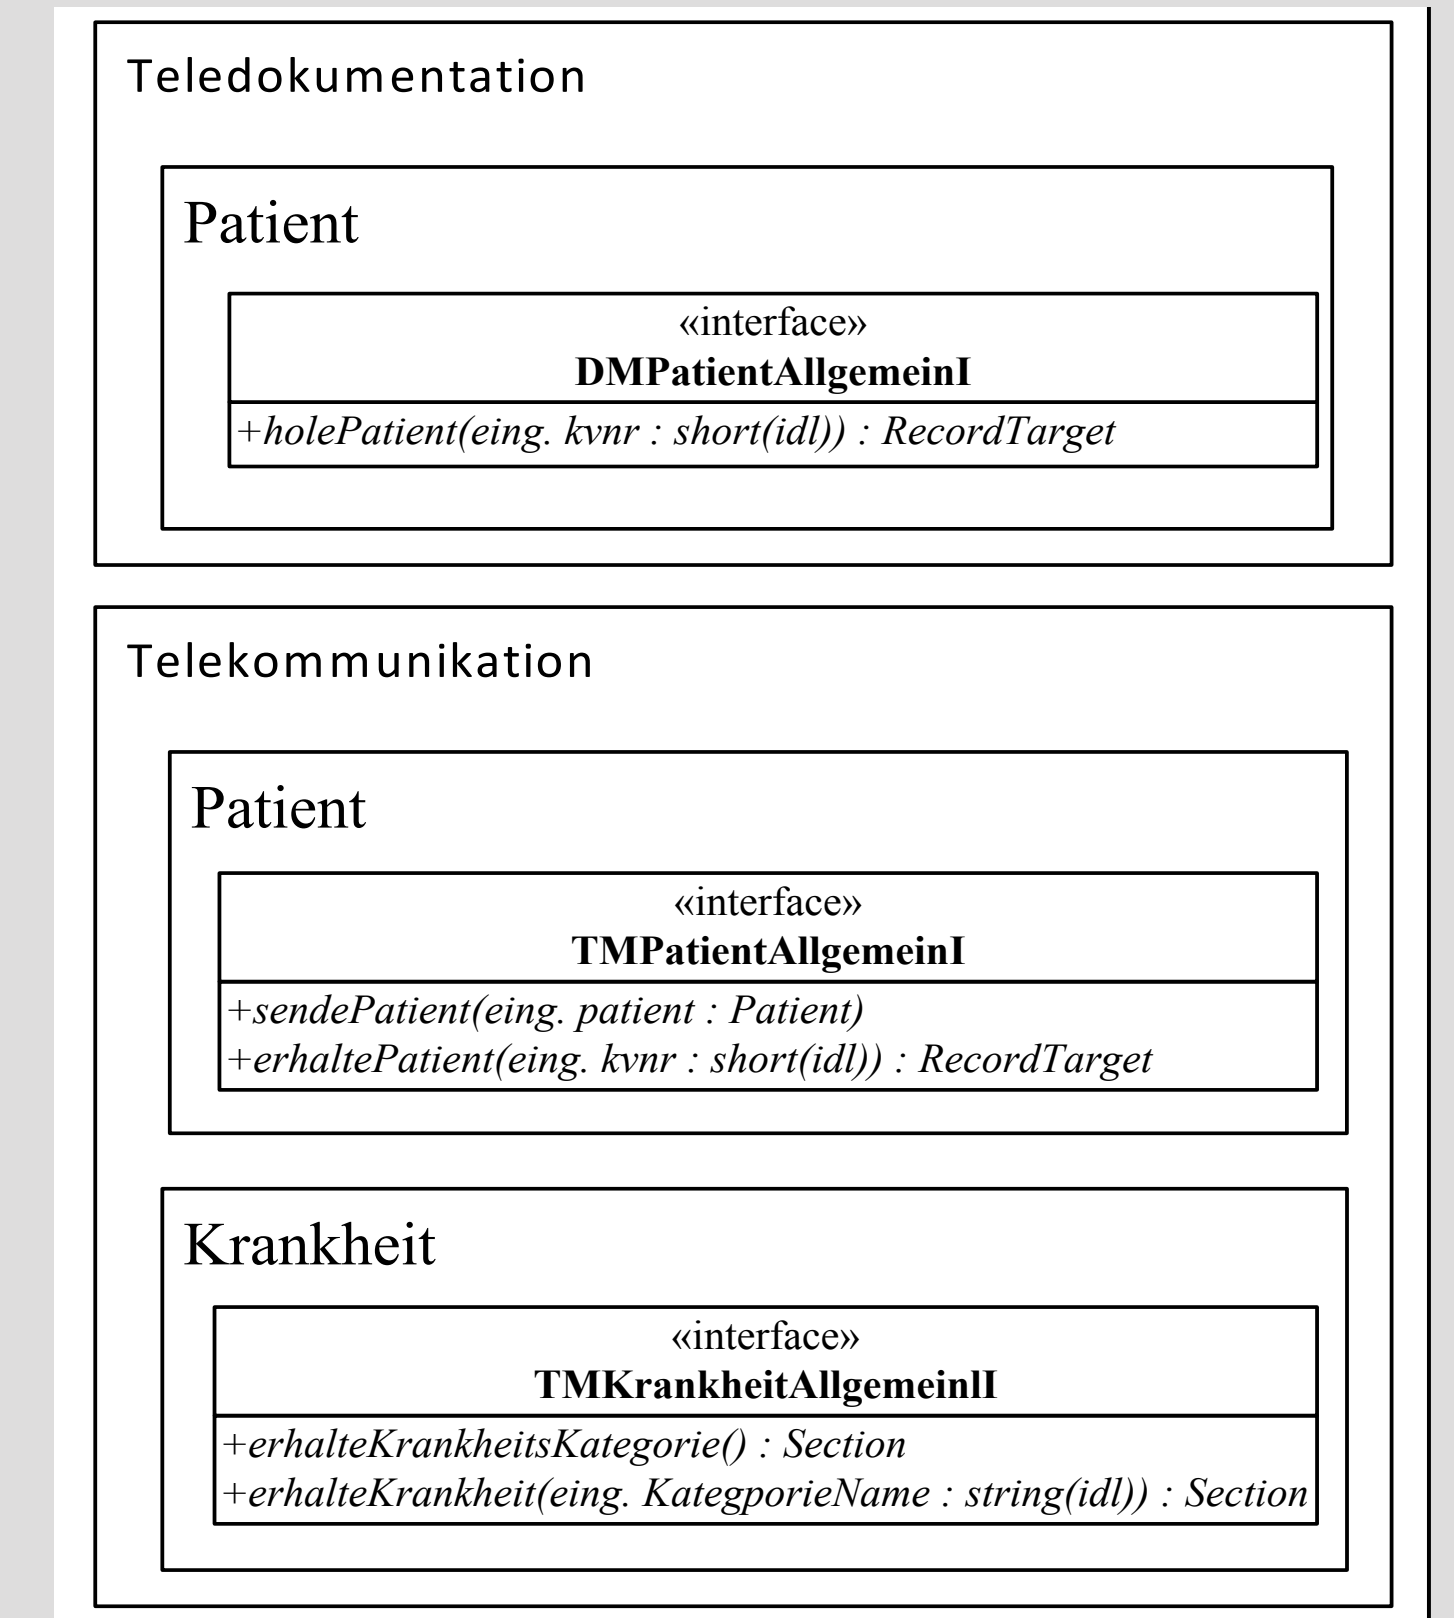 Teledokumentation
Patient
«interface»
DMPatientAllgemeinI
+holePatient(eing. kvnr : short(idl)) : RecordTarget
Telekommunikation
Patient
«interface»
TMPatientAllgemeinI
+sendePatient(eing. patient : Patient)
+erhaltePatient(eing. kvnr : short(idl)) : RecordTarget
Krankheit
«interface»
TMKrankheitAllgemeinlI
+erhalteKrankheitsKategorie() : Section
+erhalteKrankheit(eing. KategporieName : string(idl)) : Section